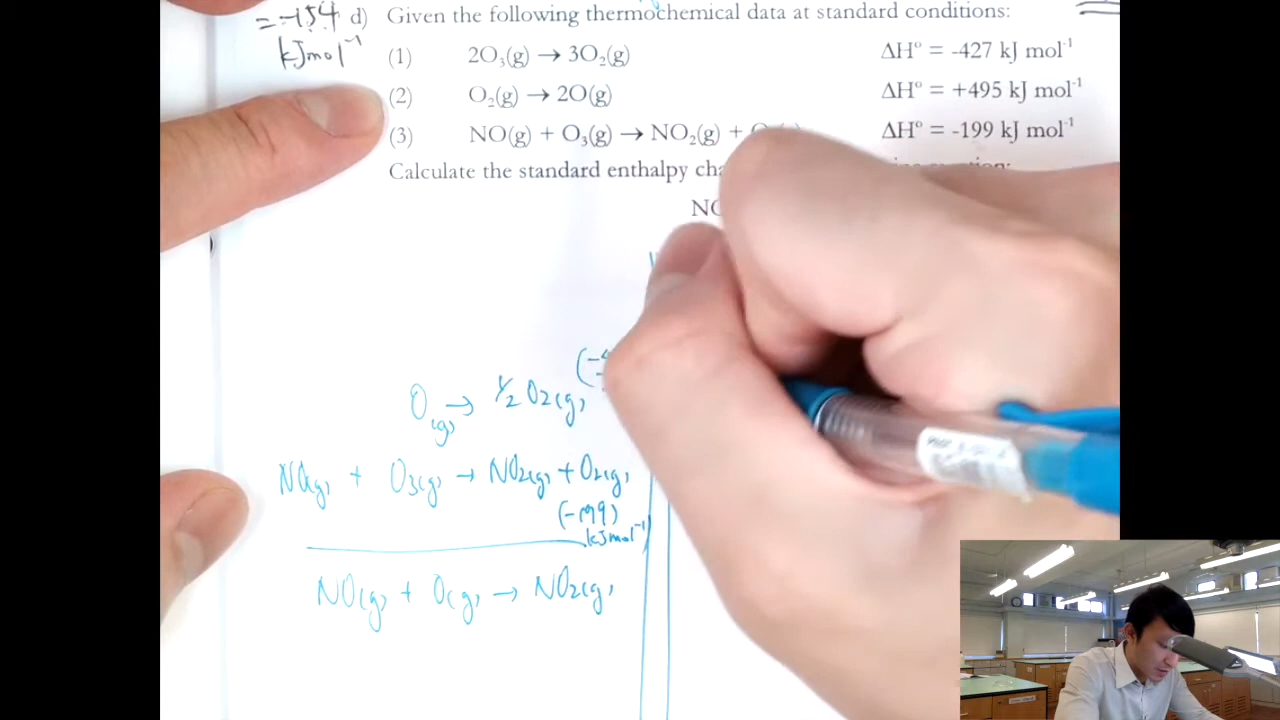 = -154 d) Given the following thermochemical data at standard conditions:
kJmol⁻¹
(1) 2O₃(g) → 3O₂(g) ΔH° = -427 kJ mol⁻¹
(2) O₂(g) → 2O(g) ΔH° = +495 kJ mol⁻¹
(3) NO(g) + O₃(g) → NO₂(g) + ΔH° = -199 kJ mol⁻¹
Calculate the standard enthalpy
O(g) → ½ O₂(g)
NO(g) + O₃(g) → NO₂(g) + O₂(g)
(-199)
kJmol⁻¹
NO(g) + O(g) → NO₂(g)